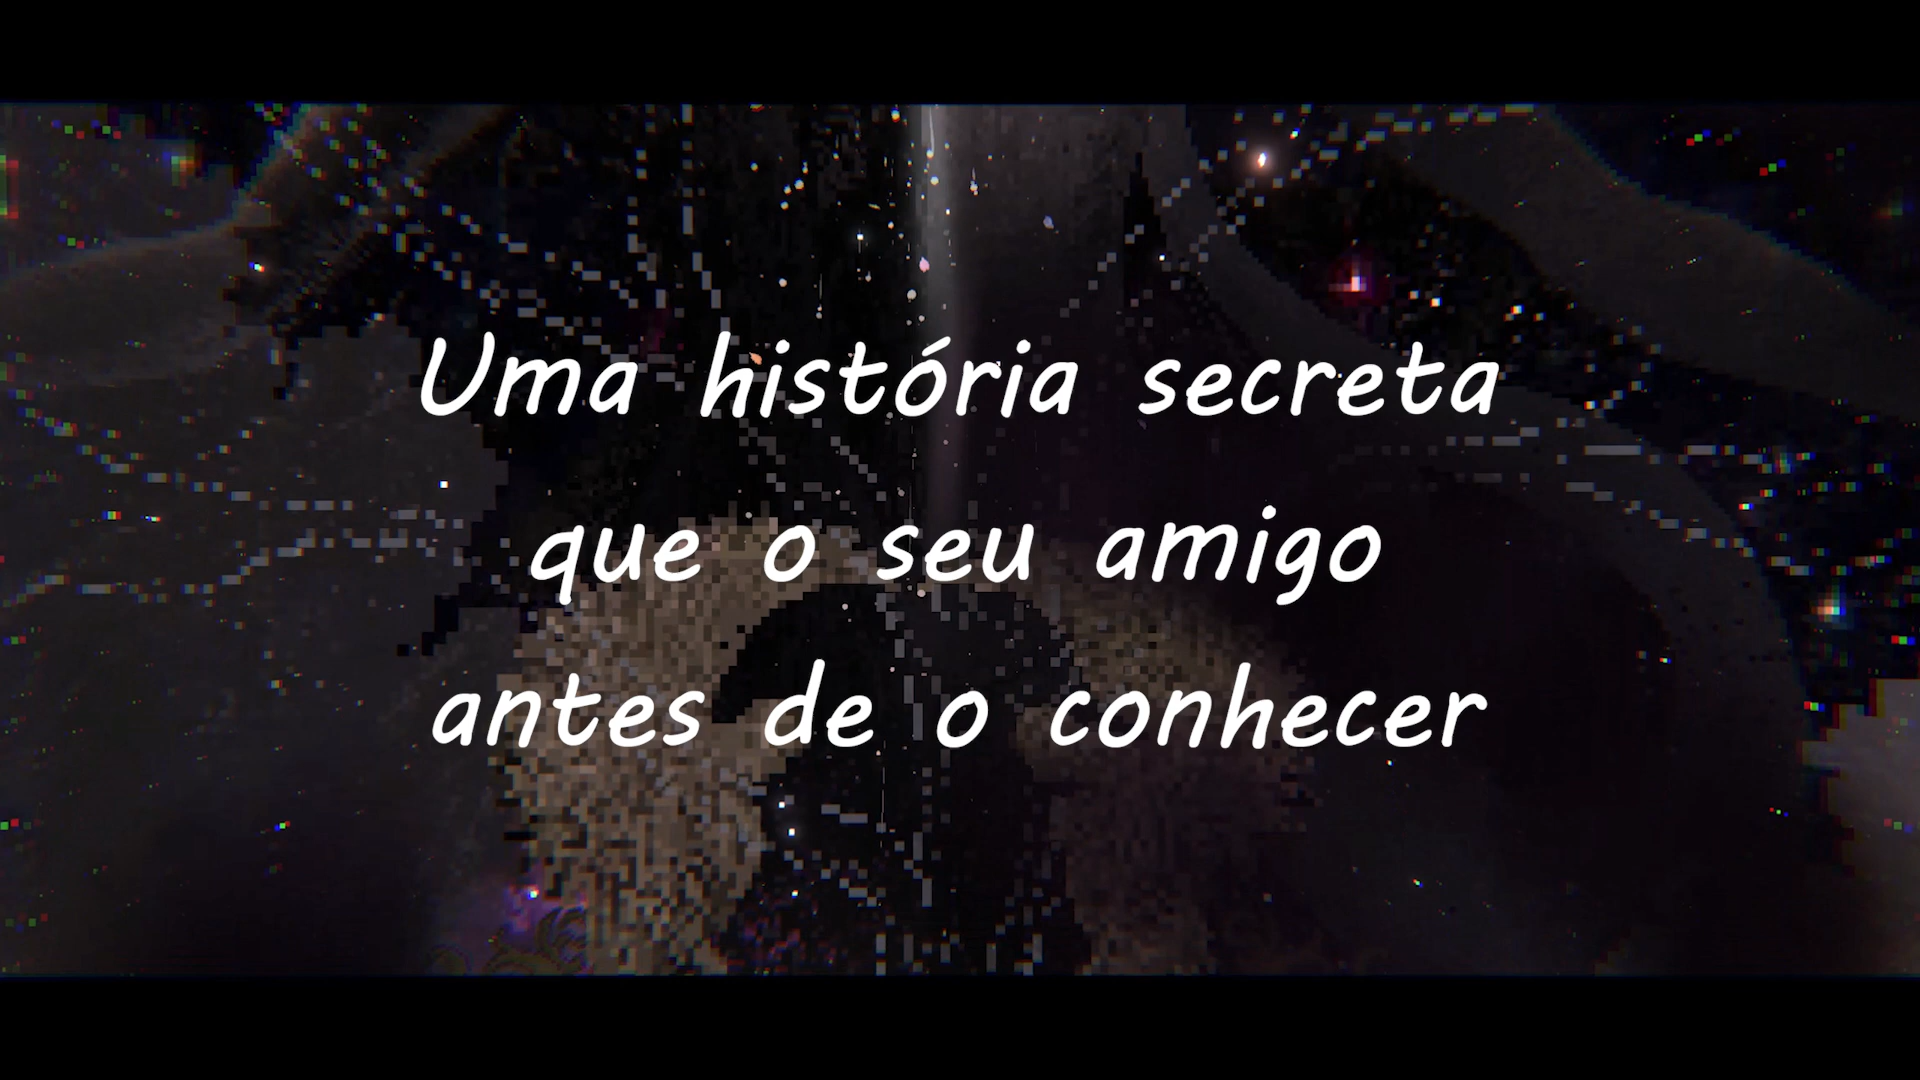 Uma história secreta
que o seu amigo
antes de o conhecer